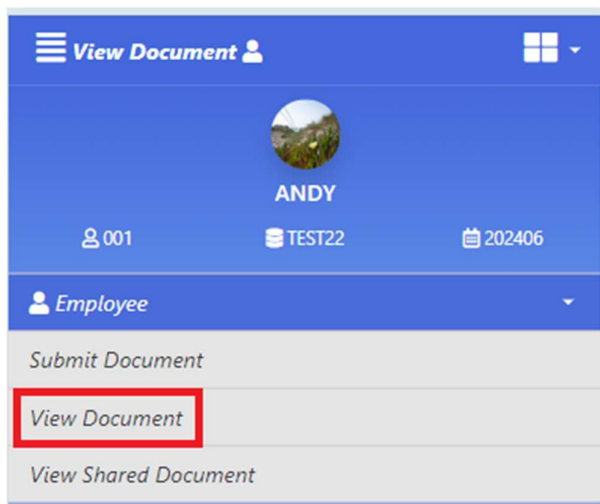 View Document
ANDY
001 TEST22 202406
Employee
Submit Document
View Document
View Shared Document